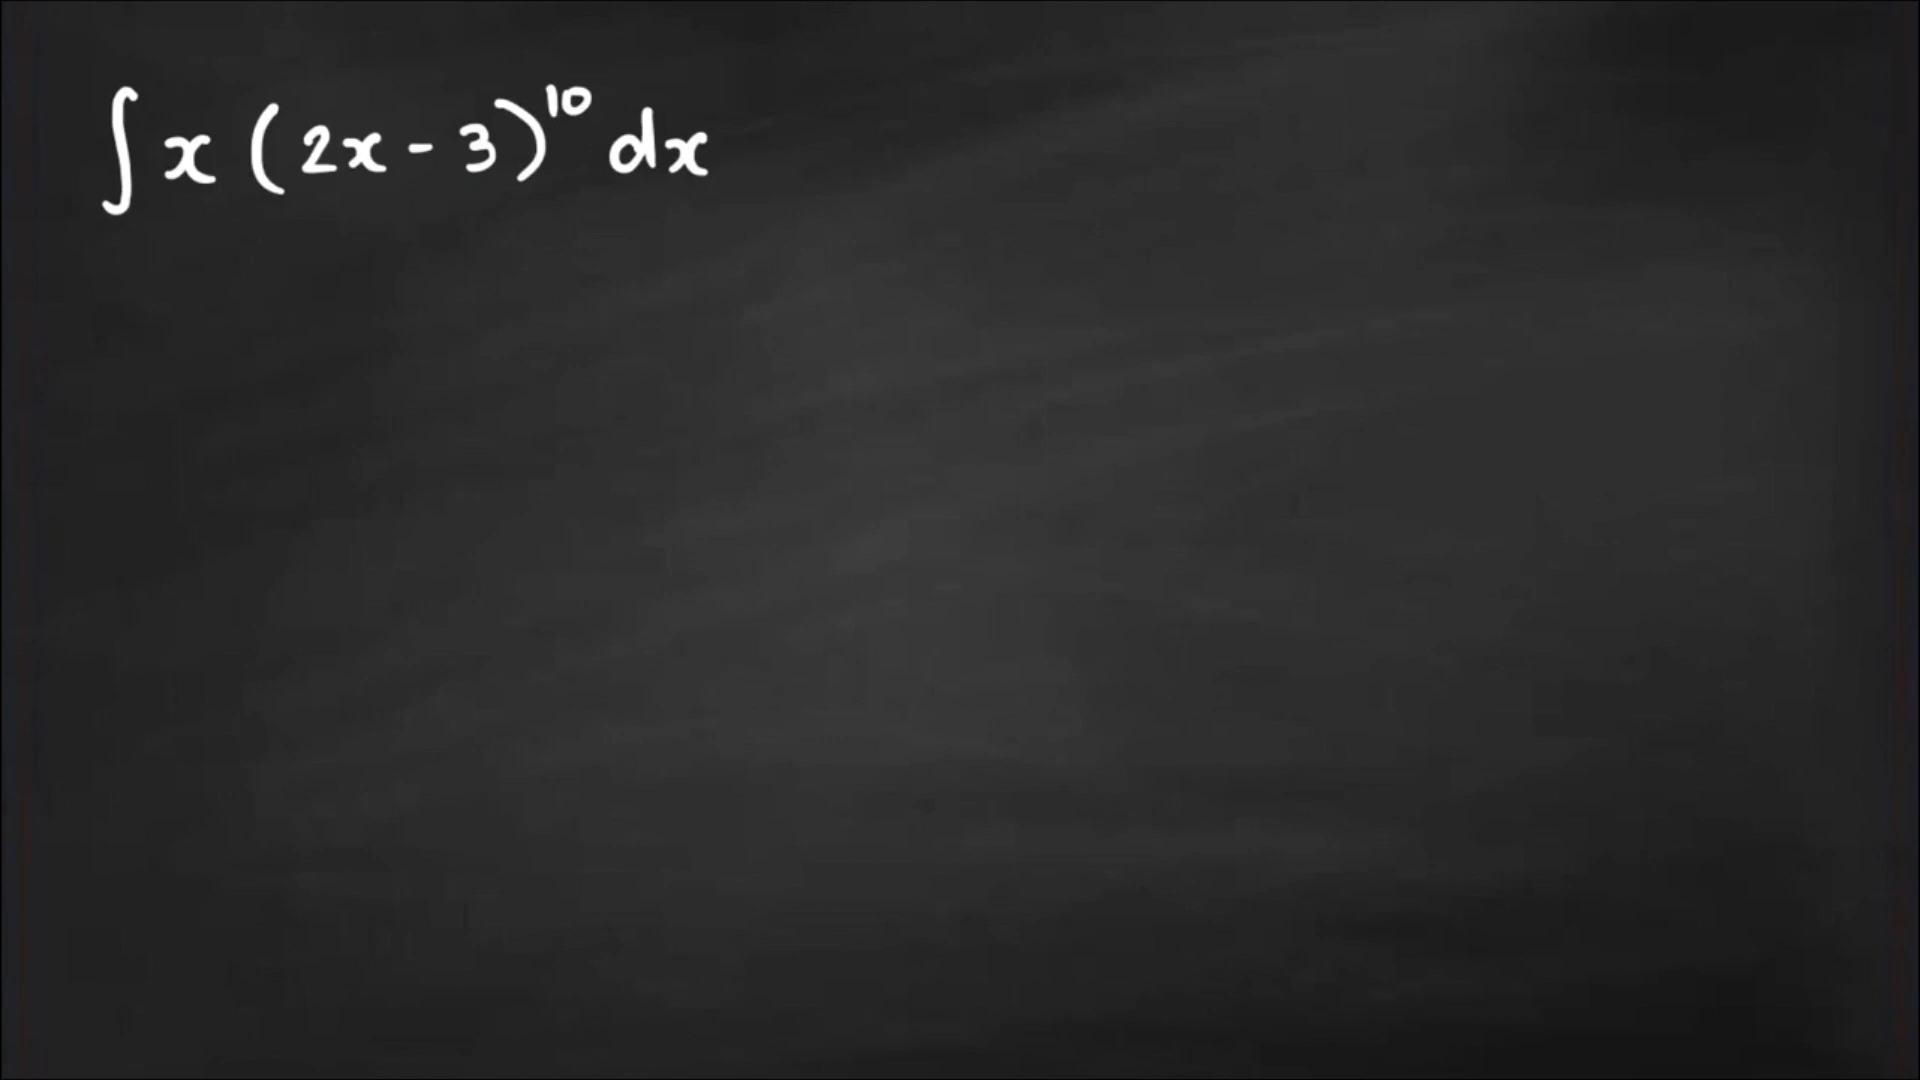 ∫ x (2x - 3)¹⁰ dx